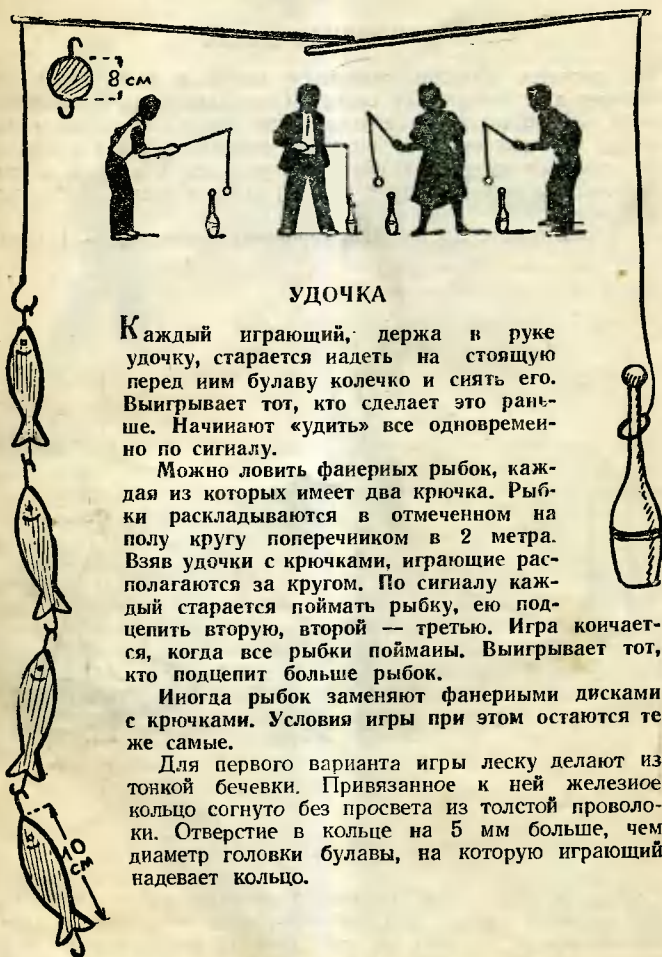 8 см
УДОЧКА
Каждый играющий, держа в руке
удочку, старается надеть на стоящую
перед ним булаву колечко и снять его.
Выигрывает тот, кто сделает это рань-
ше. Начинают «удить» все одновремен-
но по сигналу.
Можно ловить фанерных рыбок, каж-
дая из которых имеет два крючка. Рыб-
ки раскладываются в отмеченном на
полу кругу поперечником в 2 метра.
Взяв удочки с крючками, играющие рас-
полагаются за кругом. По сигналу каж-
дый старается поймать рыбку, ею под-
цепить вторую, второй — третью. Игра кончает-
ся, когда все рыбки пойманы. Выигрывает тот,
кто подцепит больше рыбок.
Иногда рыбок заменяют фанерными дисками
с крючками. Условия игры при этом остаются те
же самые.
Для первого варианта игры леску делают из
тонкой бечевки. Привязанное к ней железное
кольцо согнуто без просвета из толстой проволо-
ки. Отверстие в кольце на 5 мм больше, чем
диаметр головки булавы, на которую играющий
надевает кольцо.
10 см